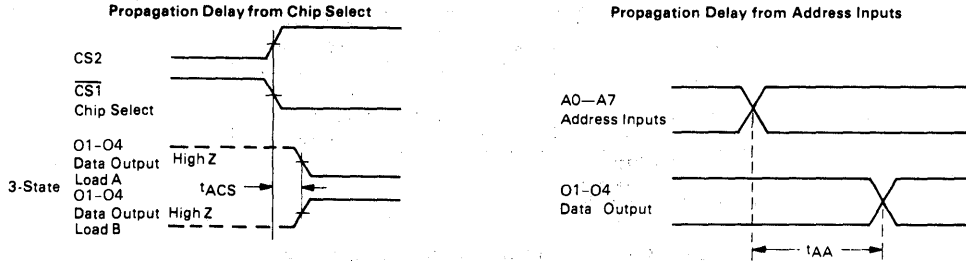 Propagation Delay from Chip Select
CS2
CS1
Chip Select
O1-O4
Data Output High Z
Load A
3-State
tACS
O1-O4
Data Output High Z
Load B
Propagation Delay from Address Inputs
A0—A7
Address Inputs
O1-O4
Data Output
tAA